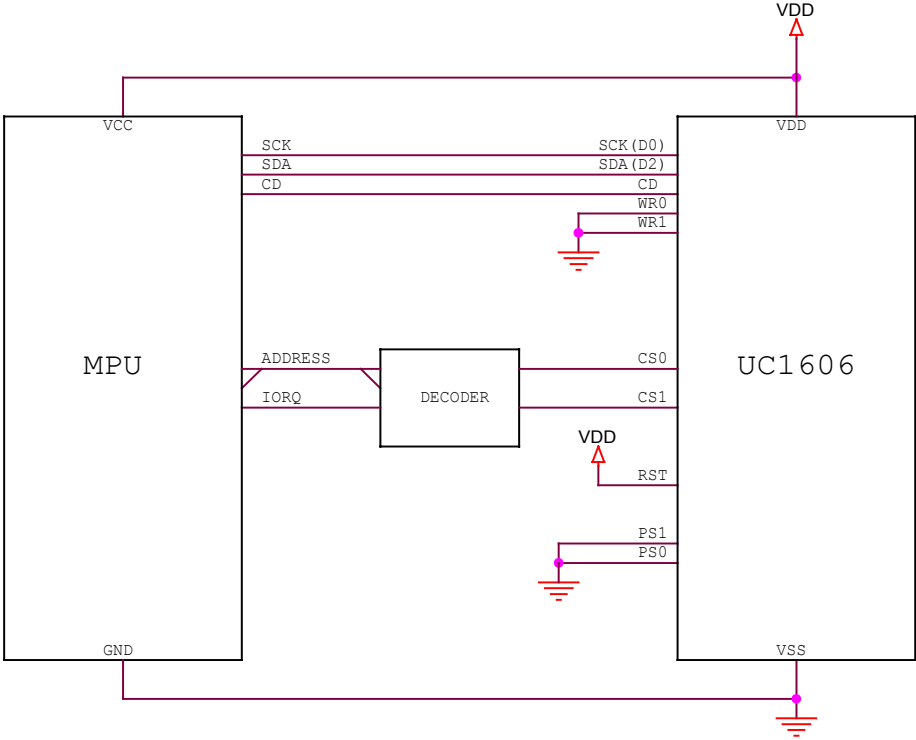 VDD
VCC
VDD
SCK
SCK(D0)
SDA
SDA(D2)
CD
CD
WR0
WR1
ADDRESS
CS0
MPU
UC1606
IORQ
DECODER
CS1
VDD
RST
PS1
PS0
GND
VSS